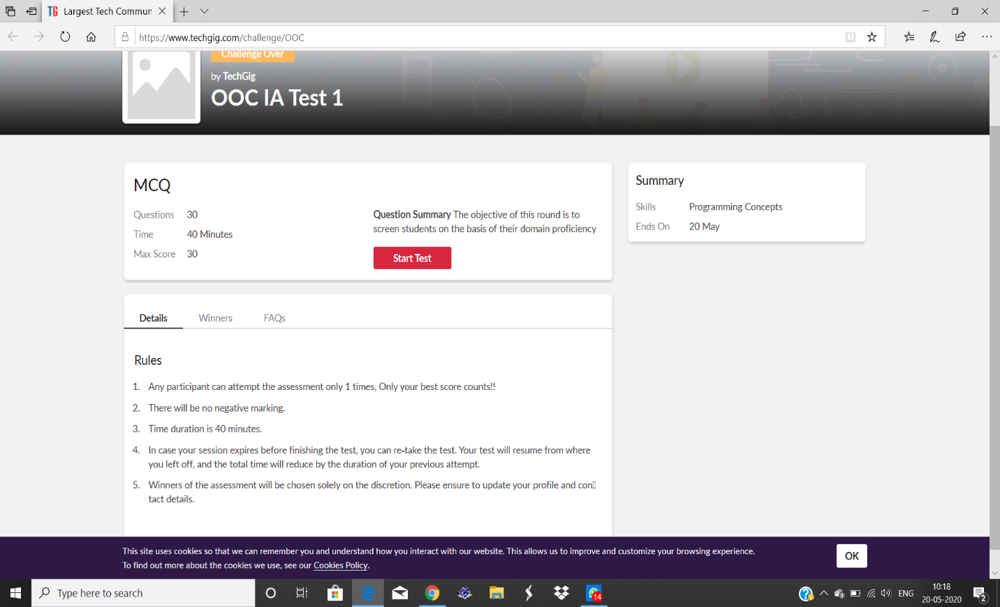 TG Largest Tech Commun
https://www.techgig.com/challenge/OOC
Challenge Over
by TechGig
OOC IA Test 1
MCQ
Questions 30
Time 40 Minutes
Max Score 30
Question Summary The objective of this round is to
screen students on the basis of their domain proficiency
Start Test
Summary
Skills Programming Concepts
Ends On 20 May
Details Winners FAQs
Rules
1. Any participant can attempt the assessment only 1 times, Only your best score counts!!
2. There will be no negative marking.
3. Time duration is 40 minutes.
4. In case your session expires before finishing the test, you can re-take the test. Your test will resume from where
you left off, and the total time will reduce by the duration of your previous attempt.
5. Winners of the assessment will be chosen solely on the discretion. Please ensure to update your profile and con
tact details.
This site uses cookies so that we can remember you and understand how you interact with our website. This allows us to improve and customize your browsing experience.
To find out more about the cookies we use, see our Cookies Policy.
OK
Type here to search
14
ENG
10:18
20-05-2020
2